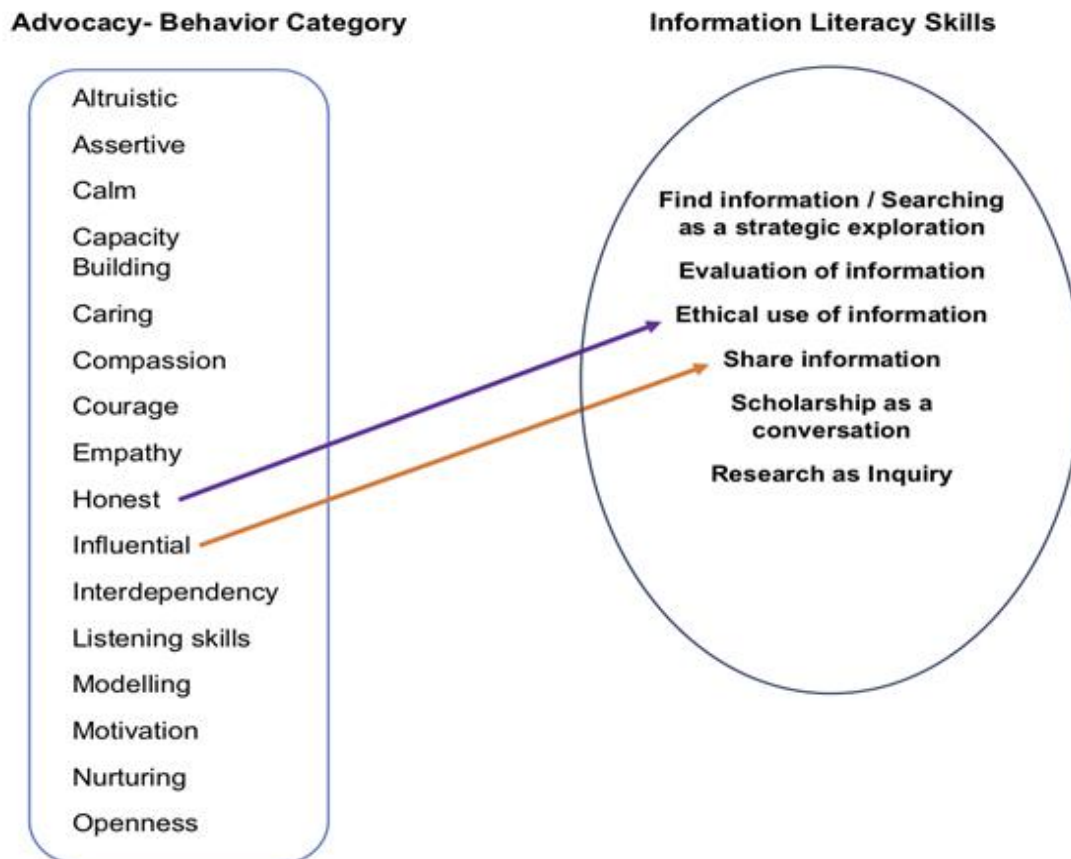 Advocacy- Behavior Category
Altruistic
Assertive
Calm
Capacity
Building
Caring
Compassion
Courage
Empathy
Honest
Influential
Interdependency
Listening skills
Modelling
Motivation
Nurturing
Openness
Information Literacy Skills
Find information / Searching
as a strategic exploration
Evaluation of information
Ethical use of information
Share information
Scholarship as a
conversation
Research as Inquiry